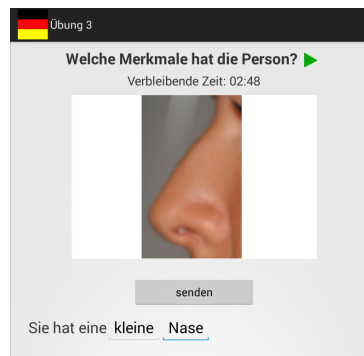 Übung 3
Welche Merkmale hat die Person?
Verbleibende Zeit: 02:48
senden
Sie hat eine kleine Nase